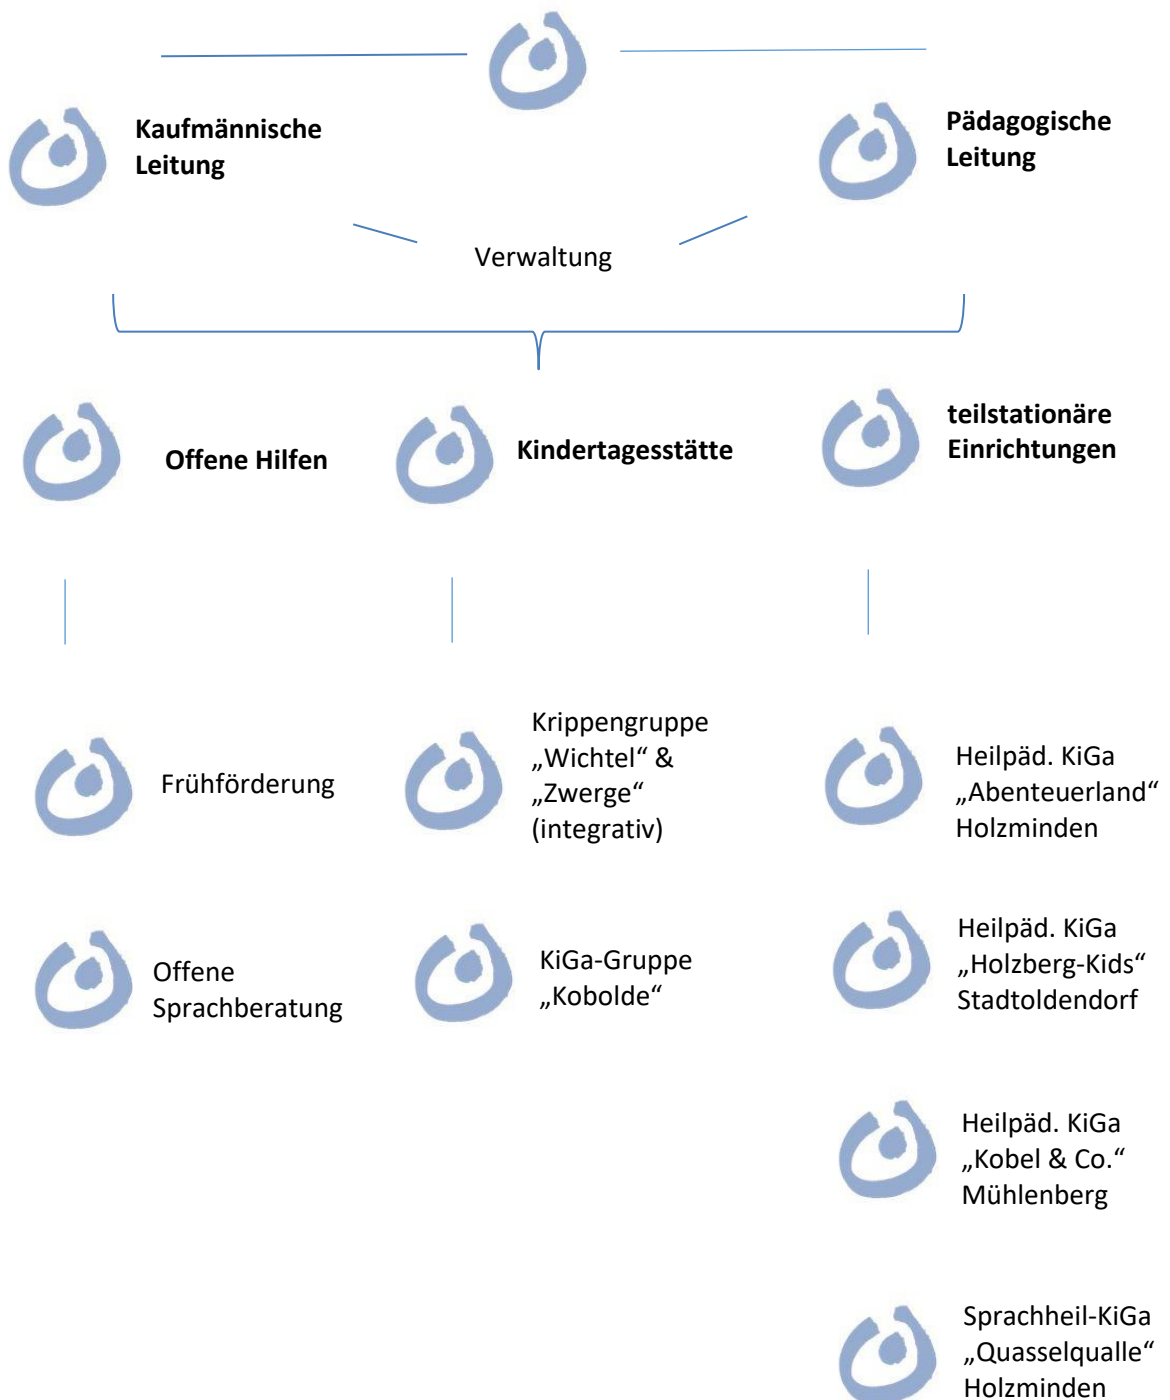 Kaufmännische
Leitung
Pädagogische
Leitung
Verwaltung
Offene Hilfen
Kindertagesstätte
teilstationäre
Einrichtungen
Frühförderung
Krippengruppe
„Wichtel“ &
„Zwerge“
(integrativ)
Heilpäd. KiGa
„Abenteuerland“
Holzminden
Offene
Sprachberatung
KiGa-Gruppe
„Kobolde“
Heilpäd. KiGa
„Holzberg-Kids“
Stadtoldendorf
Heilpäd. KiGa
„Kobel & Co.“
Mühlenberg
Sprachheil-KiGa
„Quasselqualle“
Holzminden